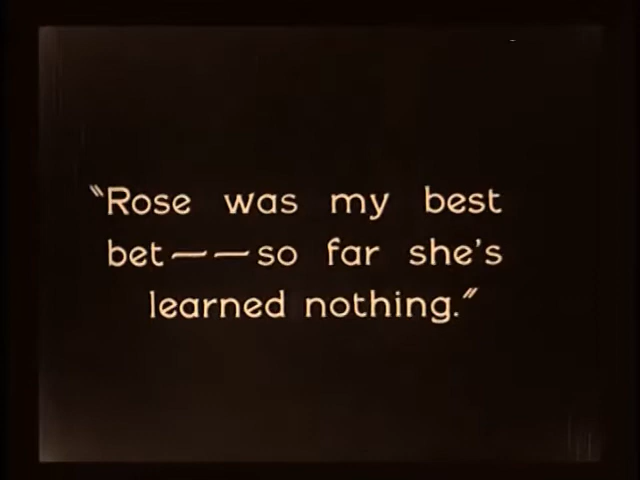 "Rose was my best
bet——so far she's
learned nothing."